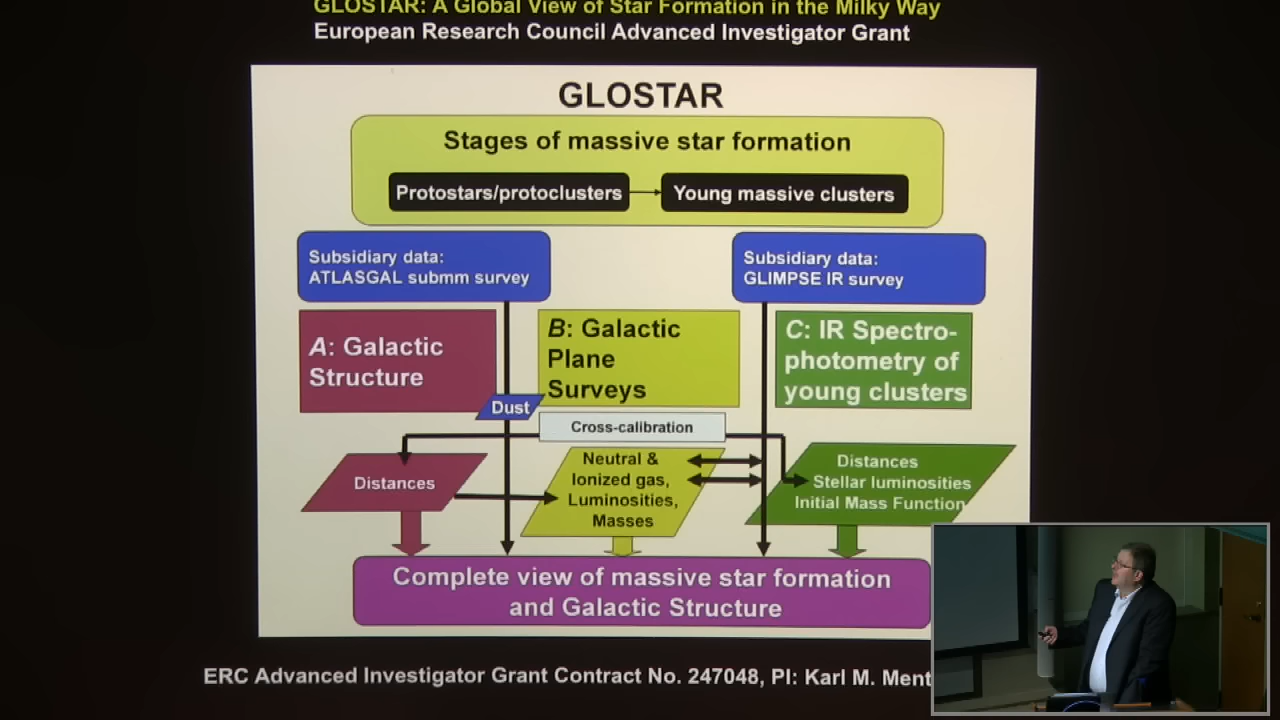 GLOSTAR: A Global View of Star Formation in the Milky Way
European Research Council Advanced Investigator Grant
GLOSTAR
Stages of massive star formation
Protostars/protoclusters
Young massive clusters
Subsidiary data:
ATLASGAL submm survey
Subsidiary data:
GLIMPSE IR survey
A: Galactic
Structure
B: Galactic
Plane
Surveys
C: IR Spectro-
photometry of
young clusters
Dust
Cross-calibration
Distances
Neutral &
Ionized gas,
Luminosities,
Masses
Distances
Stellar luminosities
Initial Mass Function
Complete view of massive star formation
and Galactic Structure
ERC Advanced Investigator Grant Contract No. 247048, PI: Karl M. Ment